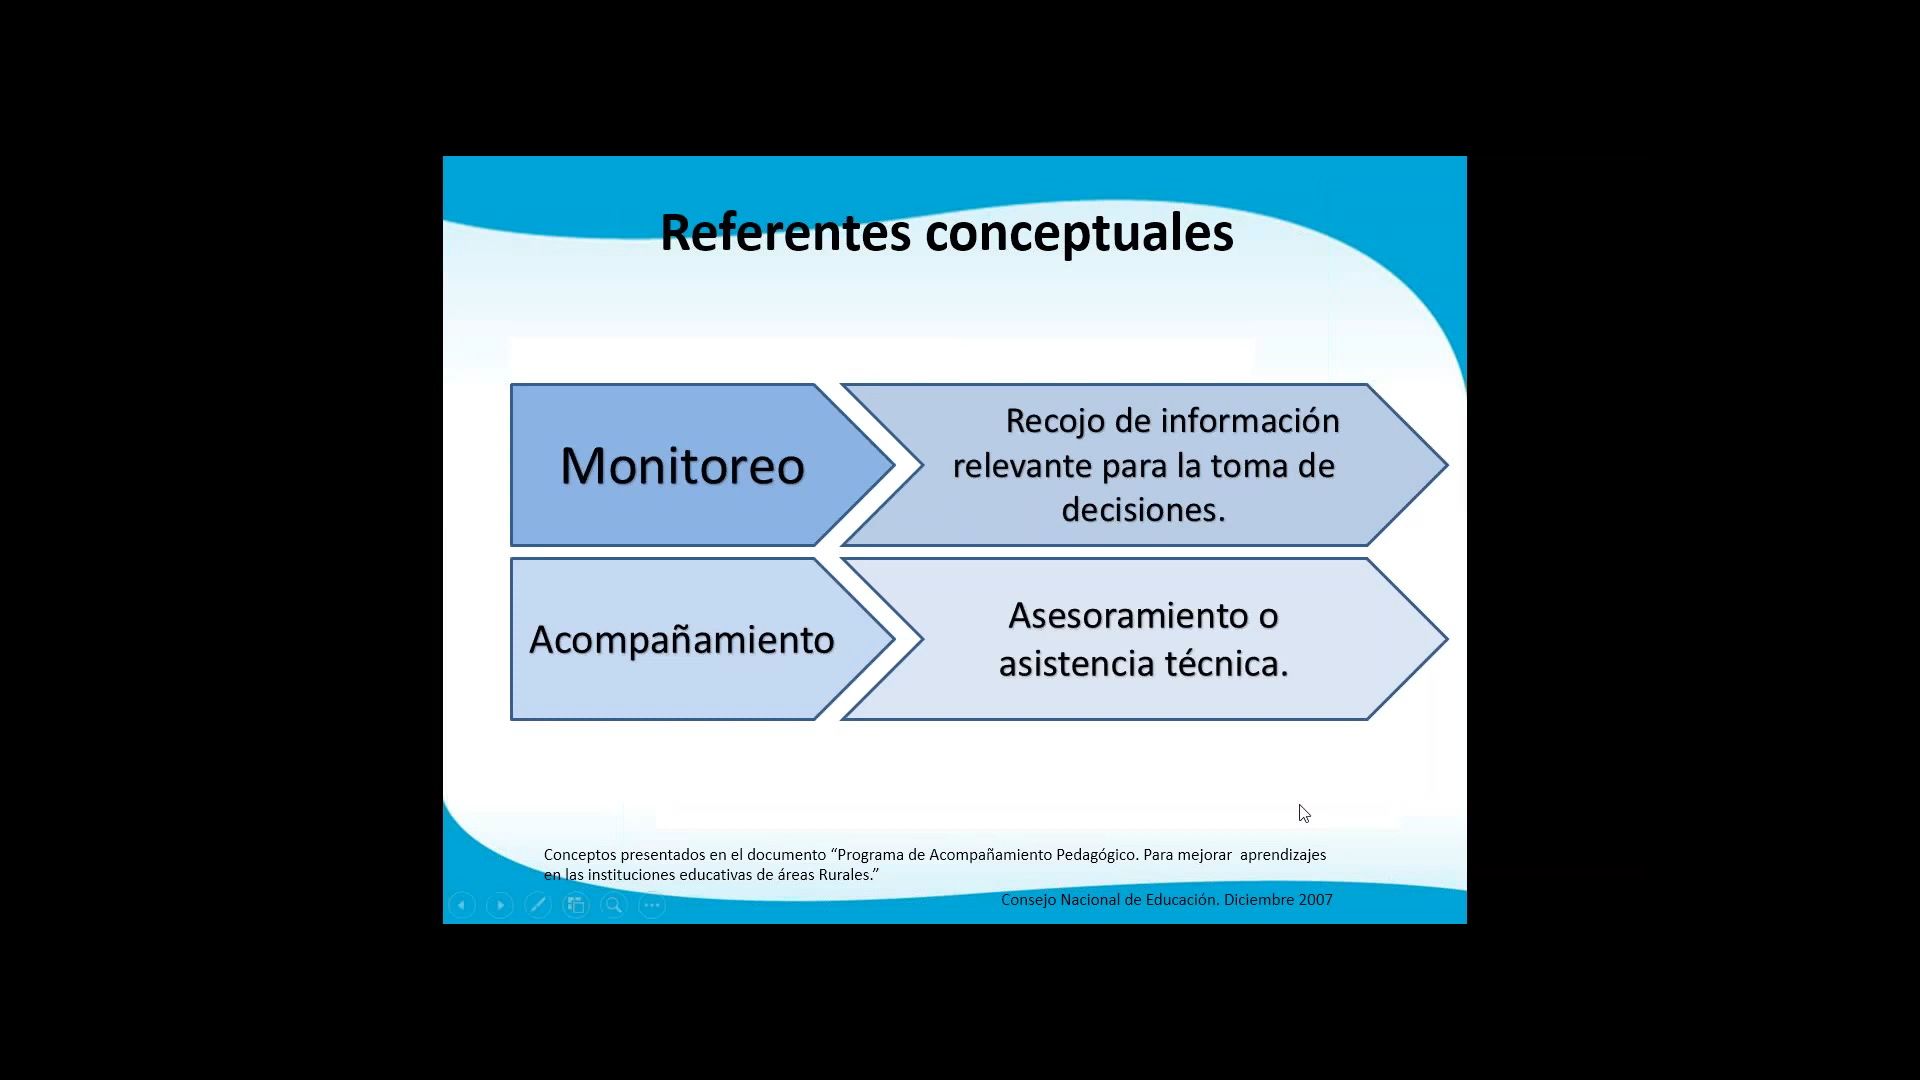 Referentes conceptuales
Monitoreo
Recojo de información
relevante para la toma de
decisiones.
Acompañamiento
Asesoramiento o
asistencia técnica.
Conceptos presentados en el documento “Programa de Acompañamiento Pedagógico. Para mejorar  aprendizajes
en las instituciones educativas de áreas Rurales.”
Consejo Nacional de Educación. Diciembre 2007